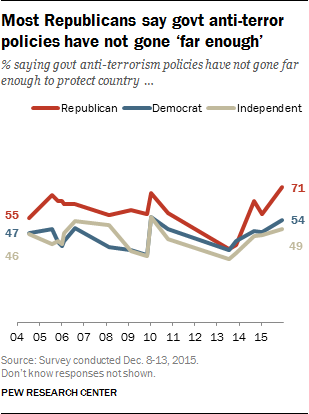 Most Republicans say govt anti-terror
policies have not gone ‘far enough’
% saying govt anti-terrorism policies have not gone far
enough to protect country ...
Republican Democrat Independent
71
55
54
47
49
46
04 05 06 07 08 09 10 11 12 13 14 15
Source: Survey conducted Dec. 8-13, 2015.
Don’t know responses not shown.
PEW RESEARCH CENTER